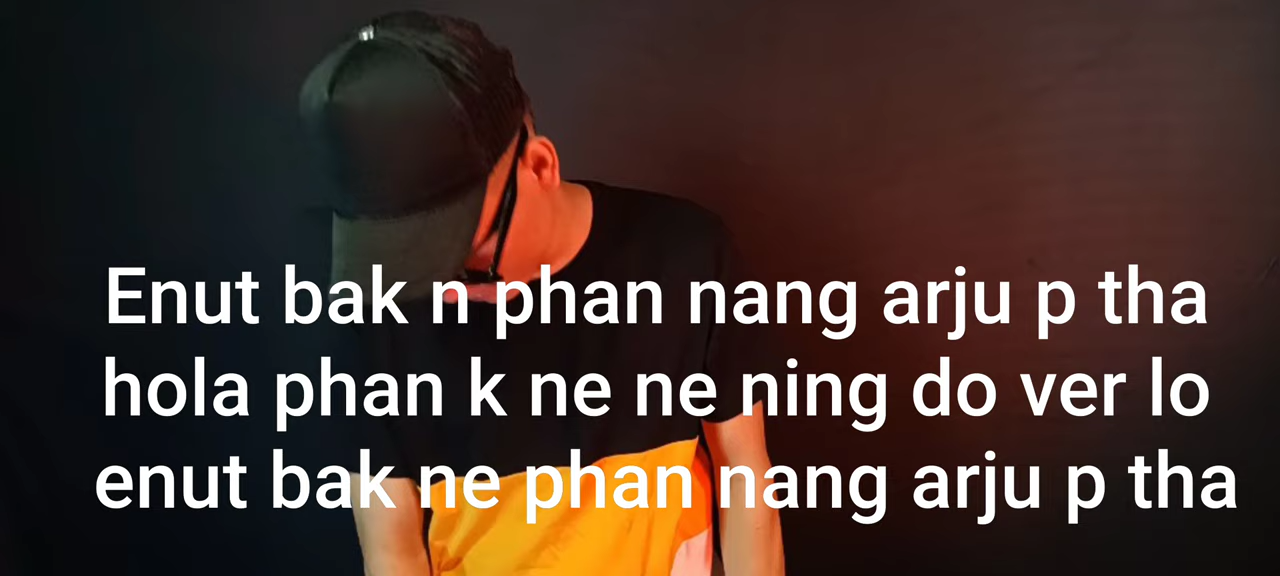 Enut bak n phan nang arju p tha
hola phan k ne ne ning do ver lo
enut bak ne phan nang arju p tha